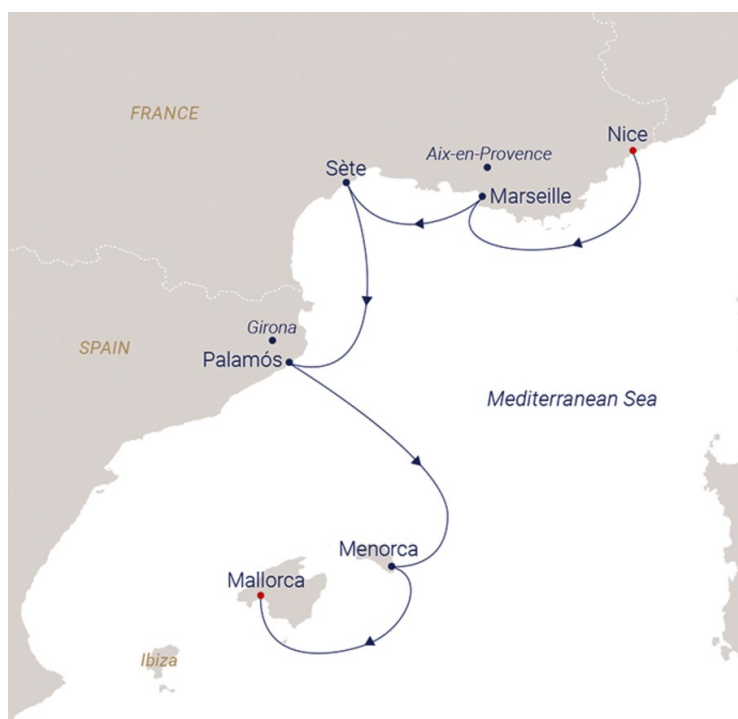 FRANCE
Nice
Aix-en-Provence
Sète
Marseille
Girona
SPAIN
Palamós
Mediterranean Sea
Menorca
Mallorca
Ibiza